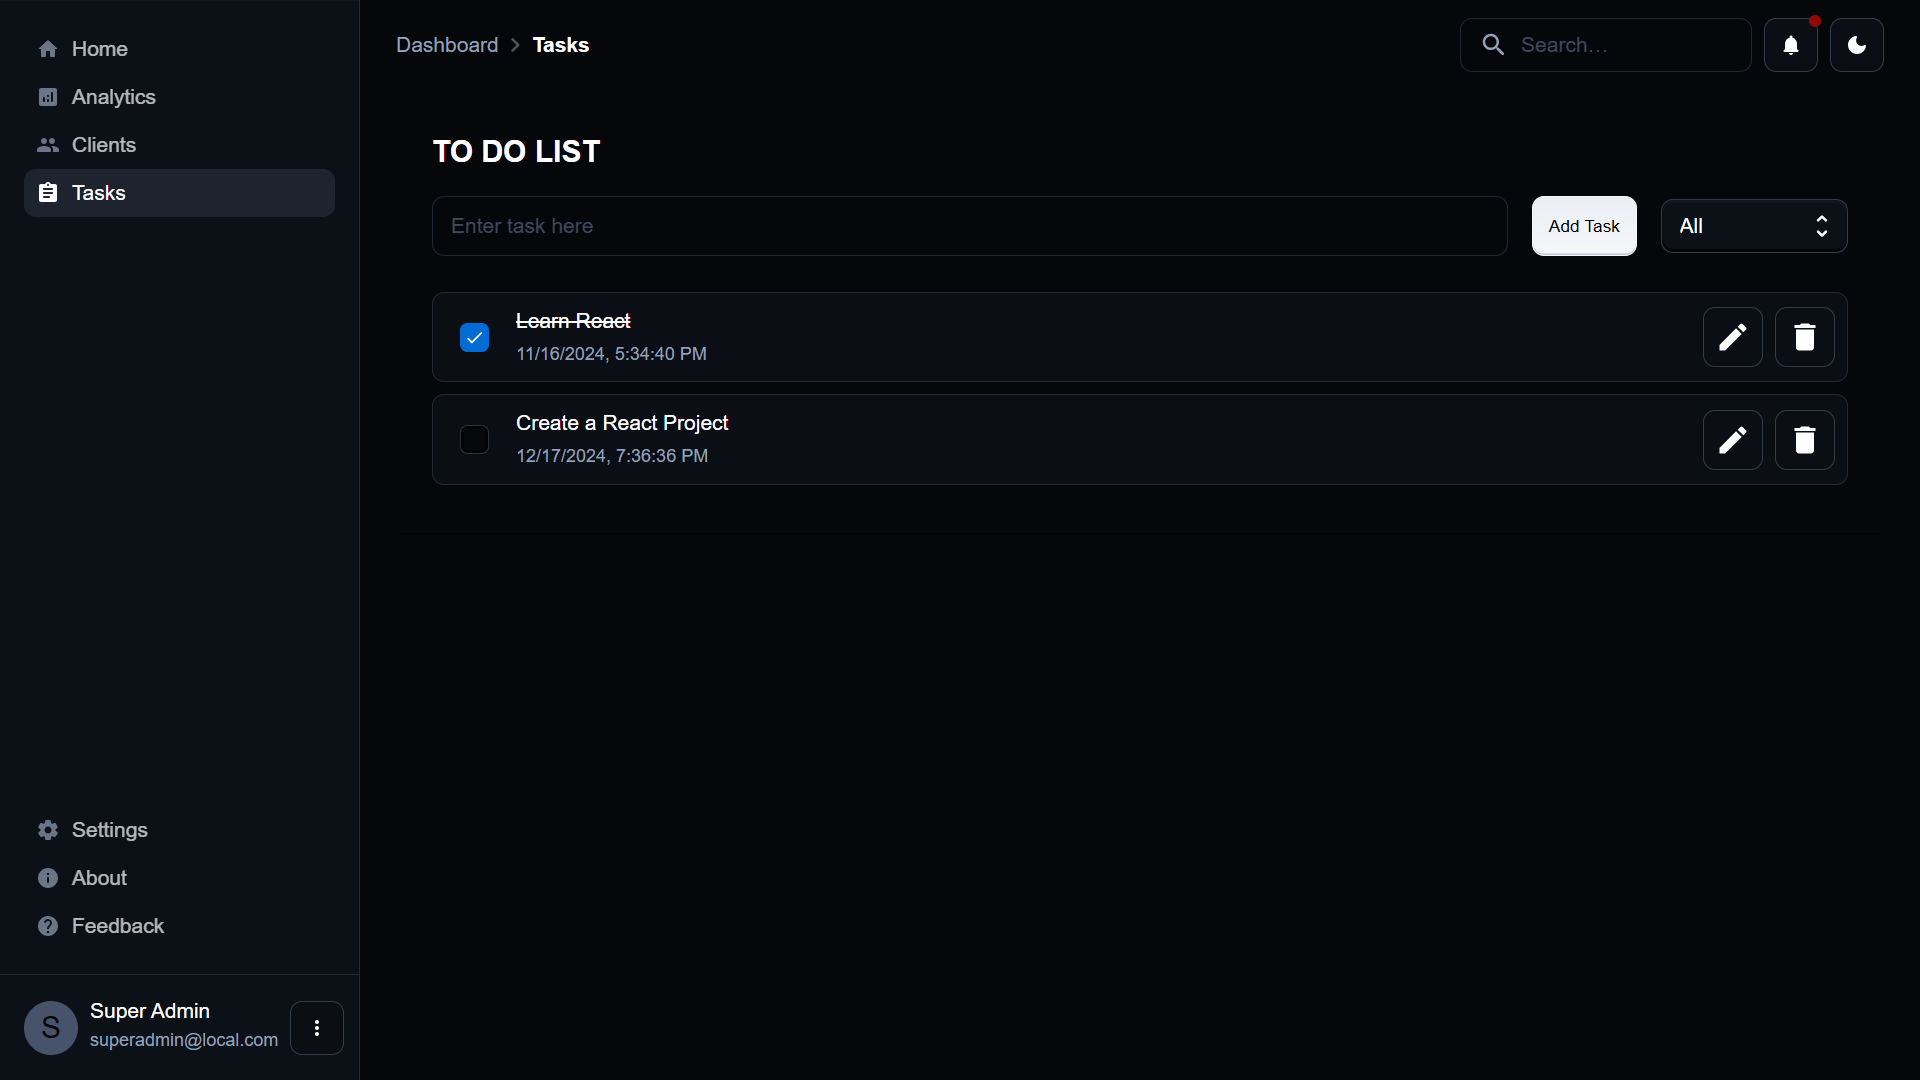 Home
Analytics
Clients
Tasks
Settings
About
Feedback
S
Super Admin
superadmin@local.com
Dashboard > Tasks
Search…
TO DO LIST
Enter task here
Add Task
All
Learn React
11/16/2024, 5:34:40 PM
Create a React Project
12/17/2024, 7:36:36 PM